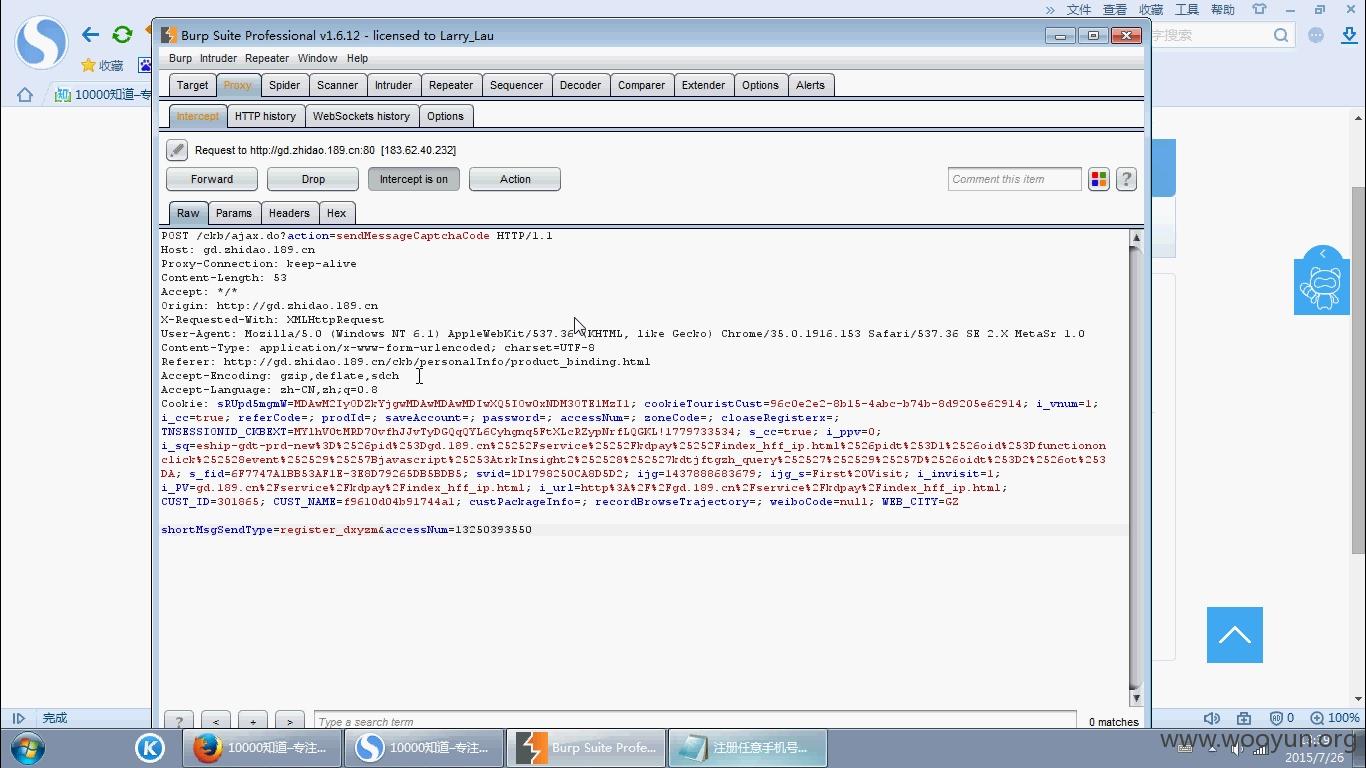 » 文件 查看 收藏 工具 帮助
Burp Suite Professional v1.6.12 - licensed to Larry_Lau
字搜索
收藏
Burp Intruder Repeater Window Help
10000知道–专
Target Proxy Spider Scanner Intruder Repeater Sequencer Decoder Comparer Extender Options Alerts
Intercept HTTP history WebSockets history Options
Request to http://gd.zhidao.189.cn:80 [183.62.40.232]
Forward Drop Intercept is on Action Comment this item ?
Raw Params Headers Hex
POST /ckb/ajax.do?action=sendMessageCaptchaCode HTTP/1.1
Host: gd.zhidao.189.cn
Proxy-Connection: keep-alive
Content-Length: 53
Accept: */*
Origin: http://gd.zhidao.189.cn
X-Requested-With: XMLHttpRequest
User-Agent: Mozilla/5.0 (Windows NT 6.1) AppleWebKit/537.36 (KHTML, like Gecko) Chrome/35.0.1916.153 Safari/537.36 SE 2.X MetaSr 1.0
Content-Type: application/x-www-form-urlencoded; charset=UTF-8
Referer: http://gd.zhidao.189.cn/ckb/personalInfo/product_binding.html
Accept-Encoding: gzip,deflate,sdch
Accept-Language: zh-CN,zh;q=0.8
Cookie: cookieTouristCust=96c0e2e2-8b15-4abc-b74b-8d9205e62914; i_vnum=1;
i_cc=true; referCode=; prodId=; saveAccount=; password=; accessNum=; zoneCode=; cloaseRegisterx=;
s_cc=true; i_ppv=0;
i_sq=eship-gdt-prd-new%3D%2526pid%253Dgd.189.cn%25252Fservice%25252Fkdpay%25252Findex_hff_ip.html%2526pidt%253D1%2526oid%253Dfunctionon
click%252528event%252529%25257Bjavascript%25253AtrkInsight2%252528%252527kdtjftgzh_query%252527%252529%25257D%2526oidt%253D2%2526ot%253
DA; s_fid=6F7747A1BB53AF1E-3E8D79265DB5BDB5; svid=1D1798250CA8D5D2; ijg=1437888683679; ijg_s=First%20Visit; i_invisit=1;
i_PV=gd.189.cn%2Fservice%2Fkdpay%2Findex_hff_ip.html; i_url=http%3A%2F%2Fgd.189.cn%2Fservice%2Fkdpay%2Findex_hff_ip.html;
CUST_ID=301865; CUST_NAME=f9610d04b91744a1; custPackageInfo=; recordBrowseTrajectory=; weiboCode=null; WEB_CITY=GZ
shortMsgSendType=register_dxyzm&accessNum=13250393550
? < + > Type a search term 0 matches
完成 0 100%
10000知道–专注... 10000知道–专注... Burp Suite Profe... 注册任意手机号...
www.wooyun.org
2015/7/26